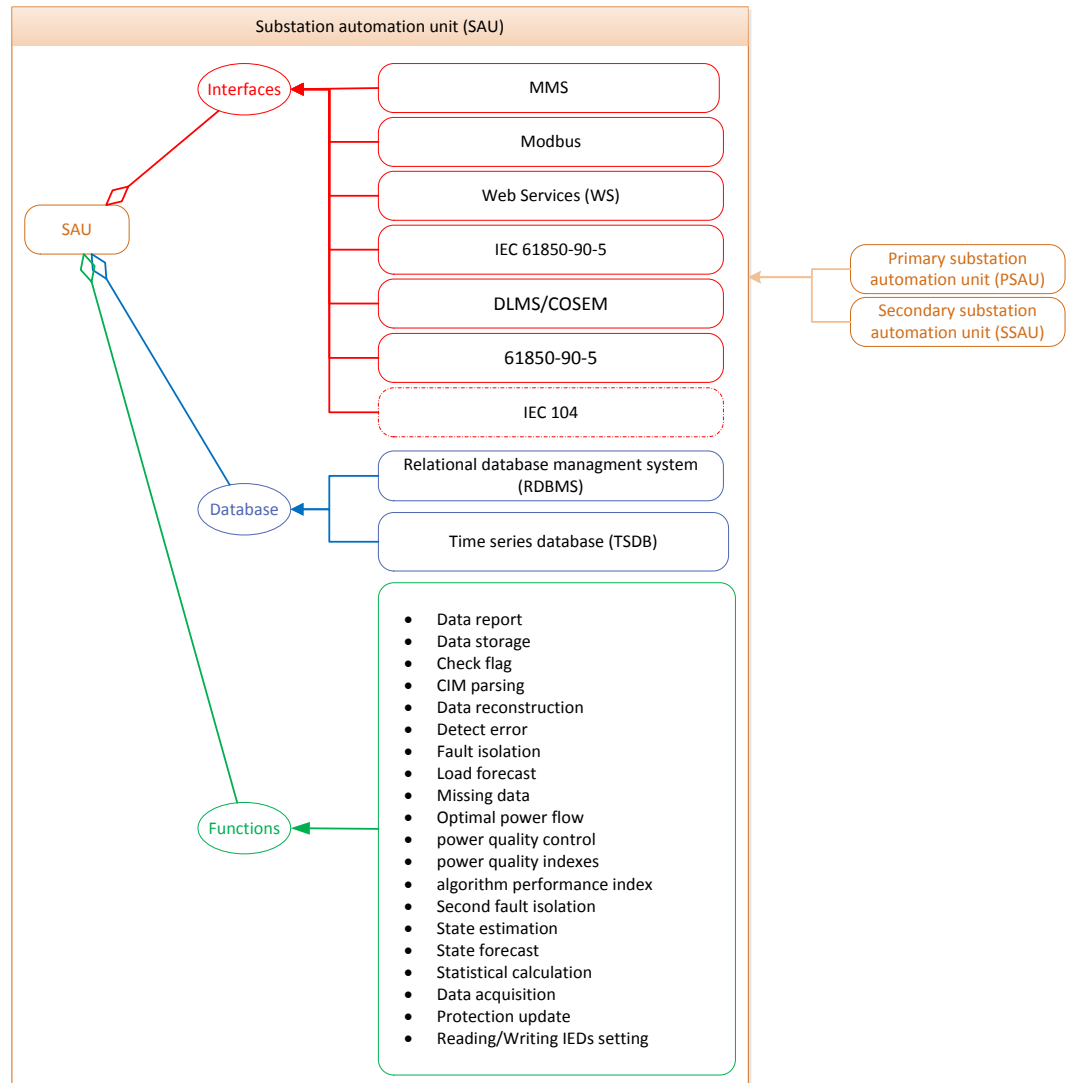 Substation automation unit (SAU)
Interfaces
MMS
Modbus
Web Services (WS)
SAU
IEC 61850-90-5
DLMS/COSEM
61850-90-5
IEC 104
Primary substation
automation unit (PSAU)
Secondary substation
automation unit (SSAU)
Database
Relational database managment system
(RDBMS)
Time series database (TSDB)
Functions
• Data report
• Data storage
• Check flag
• CIM parsing
• Data reconstruction
• Detect error
• Fault isolation
• Load forecast
• Missing data
• Optimal power flow
• power quality control
• power quality indexes
• algorithm performance index
• Second fault isolation
• State estimation
• State forecast
• Statistical calculation
• Data acquisition
• Protection update
• Reading/Writing IEDs setting